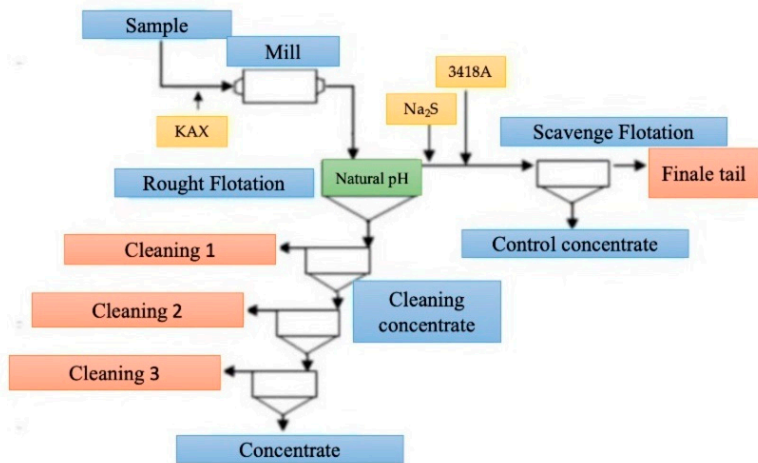 Sample
Mill
3418A
Na₂S
KAX
Scavenge Flotation
Rought Flotation
Natural pH
Finale tail
Cleaning 1
Control concentrate
Cleaning 2
Cleaning
concentrate
Cleaning 3
Concentrate